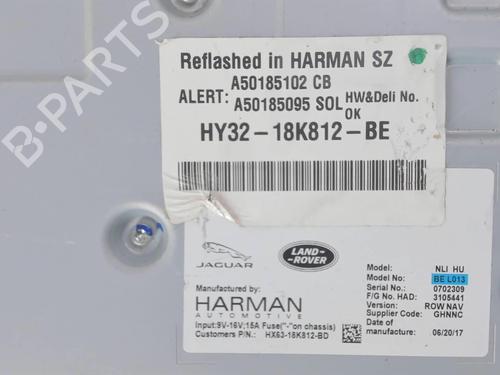 Reflashed in HARMAN SZ
A50185102 CB
ALERT: A50185095 SOL HW&Deli No. OK
HY32-18K812-BE
JAGUAR
LAND-ROVER
Manufactured by:
HARMAN
AUTOMOTIVE
Input:9V-16V;15A Fuse("-"on chassis)
Customers P/N: HX63-18K812-BD
Model: NLI HU
Model No: BE L013
Serial No.: 0702309
F/G No. HAD: 3105441
Version: ROW NAV
Supplier Code: GHNNC
Date of manufacture: 06/20/17
B-PARTS